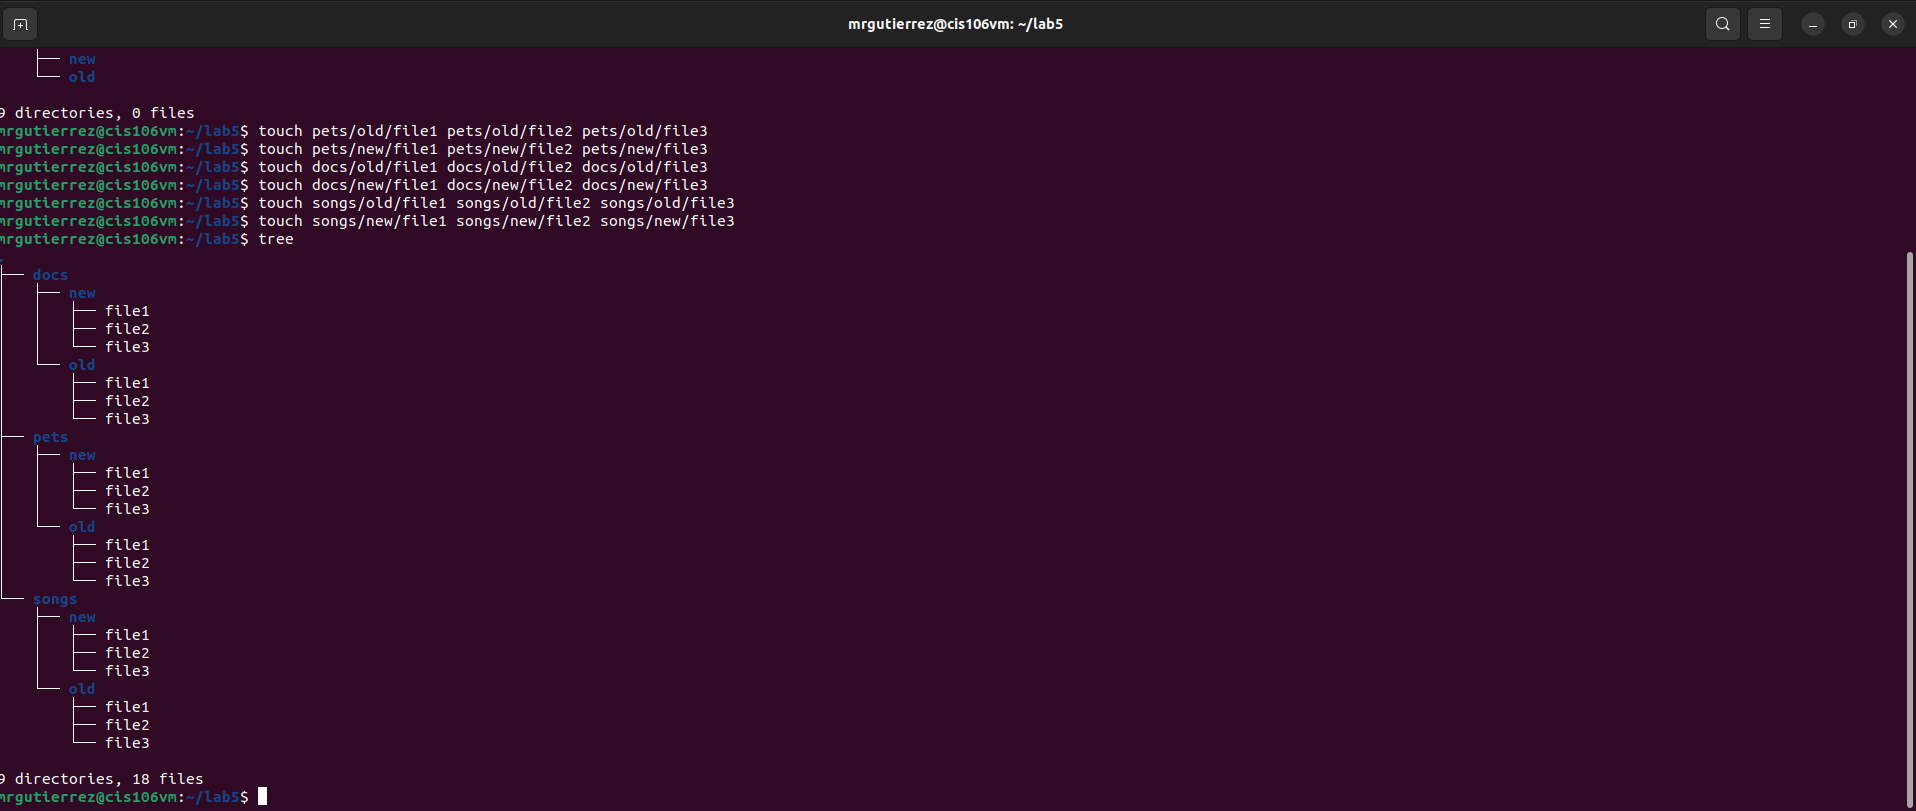 mrgutierrez@cis106vm: ~/lab5
├── new
└── old
9 directories, 0 files
mrgutierrez@cis106vm:~/lab5$ touch pets/old/file1 pets/old/file2 pets/old/file3
mrgutierrez@cis106vm:~/lab5$ touch pets/new/file1 pets/new/file2 pets/new/file3
mrgutierrez@cis106vm:~/lab5$ touch docs/old/file1 docs/old/file2 docs/old/file3
mrgutierrez@cis106vm:~/lab5$ touch docs/new/file1 docs/new/file2 docs/new/file3
mrgutierrez@cis106vm:~/lab5$ touch songs/old/file1 songs/old/file2 songs/old/file3
mrgutierrez@cis106vm:~/lab5$ touch songs/new/file1 songs/new/file2 songs/new/file3
mrgutierrez@cis106vm:~/lab5$ tree
.
├── docs
│   ├── new
│   │   ├── file1
│   │   ├── file2
│   │   └── file3
│   └── old
│       ├── file1
│       ├── file2
│       └── file3
├── pets
│   ├── new
│   │   ├── file1
│   │   ├── file2
│   │   └── file3
│   └── old
│       ├── file1
│       ├── file2
│       └── file3
└── songs
    ├── new
    │   ├── file1
    │   ├── file2
    │   └── file3
    └── old
        ├── file1
        ├── file2
        └── file3
9 directories, 18 files
mrgutierrez@cis106vm:~/lab5$